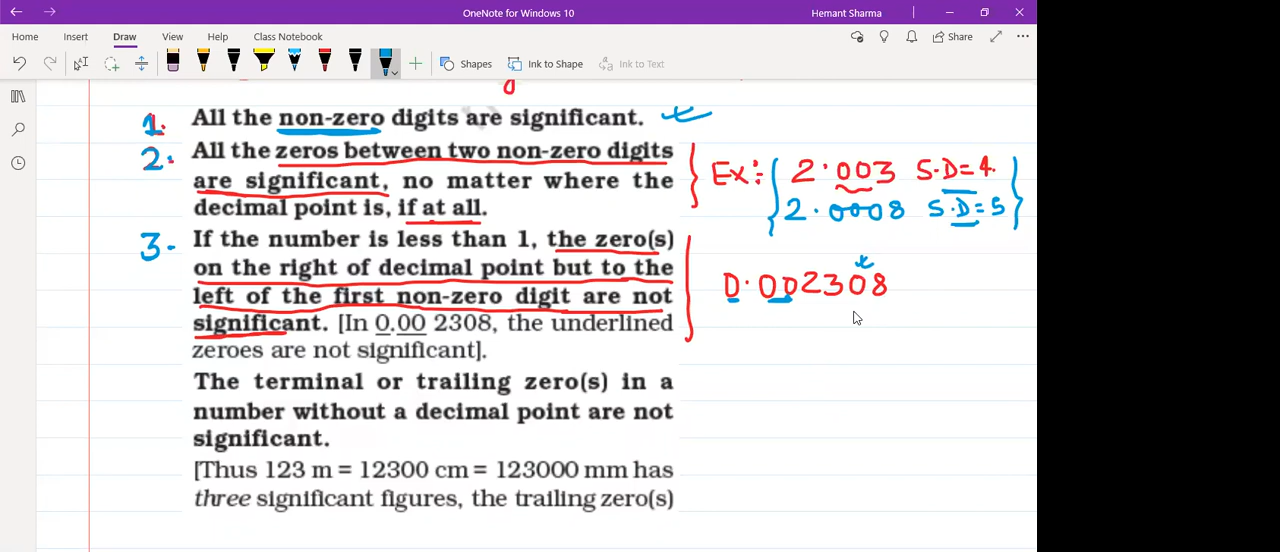 OneNote for Windows 10
Hemant Sharma
Home Insert Draw View Help Class Notebook Share
Shapes Ink to Shape Ink to Text
1. All the non-zero digits are significant.
2. All the zeros between two non-zero digits
are significant, no matter where the
decimal point is, if at all.
Ex: 2.003 S.D=4.
2.0008 S.D=5
3- If the number is less than 1, the zero(s)
on the right of decimal point but to the
left of the first non-zero digit are not
significant. [In 0.00 2308, the underlined
zeroes are not significant].
0.002308
The terminal or trailing zero(s) in a
number without a decimal point are not
significant.
[Thus 123 m = 12300 cm = 123000 mm has
three significant figures, the trailing zero(s)